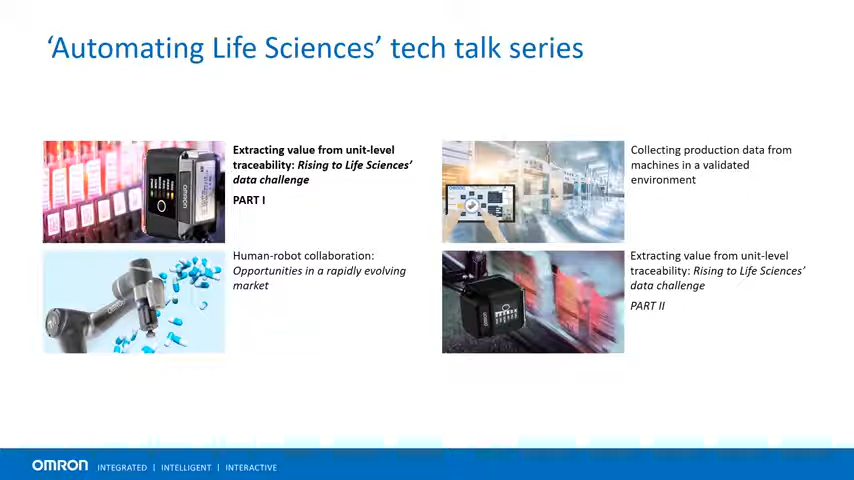 ‘Automating Life Sciences’ tech talk series
Extracting value from unit-level
traceability: Rising to Life Sciences’
data challenge
PART I
Human-robot collaboration:
Opportunities in a rapidly evolving
market
Collecting production data from
machines in a validated
environment
Extracting value from unit-level
traceability: Rising to Life Sciences’
data challenge
PART II
OMRON INTEGRATED | INTELLIGENT | INTERACTIVE